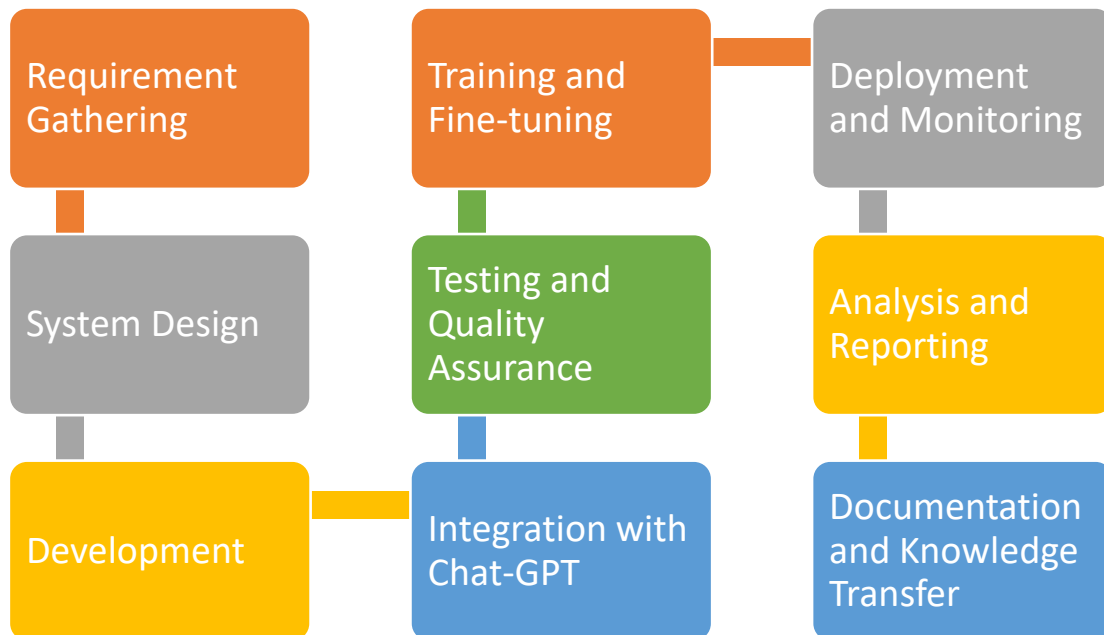 Requirement
Gathering
System Design
Development
Integration with
Chat-GPT
Testing and
Quality
Assurance
Training and
Fine-tuning
Deployment
and Monitoring
Analysis and
Reporting
Documentation
and Knowledge
Transfer